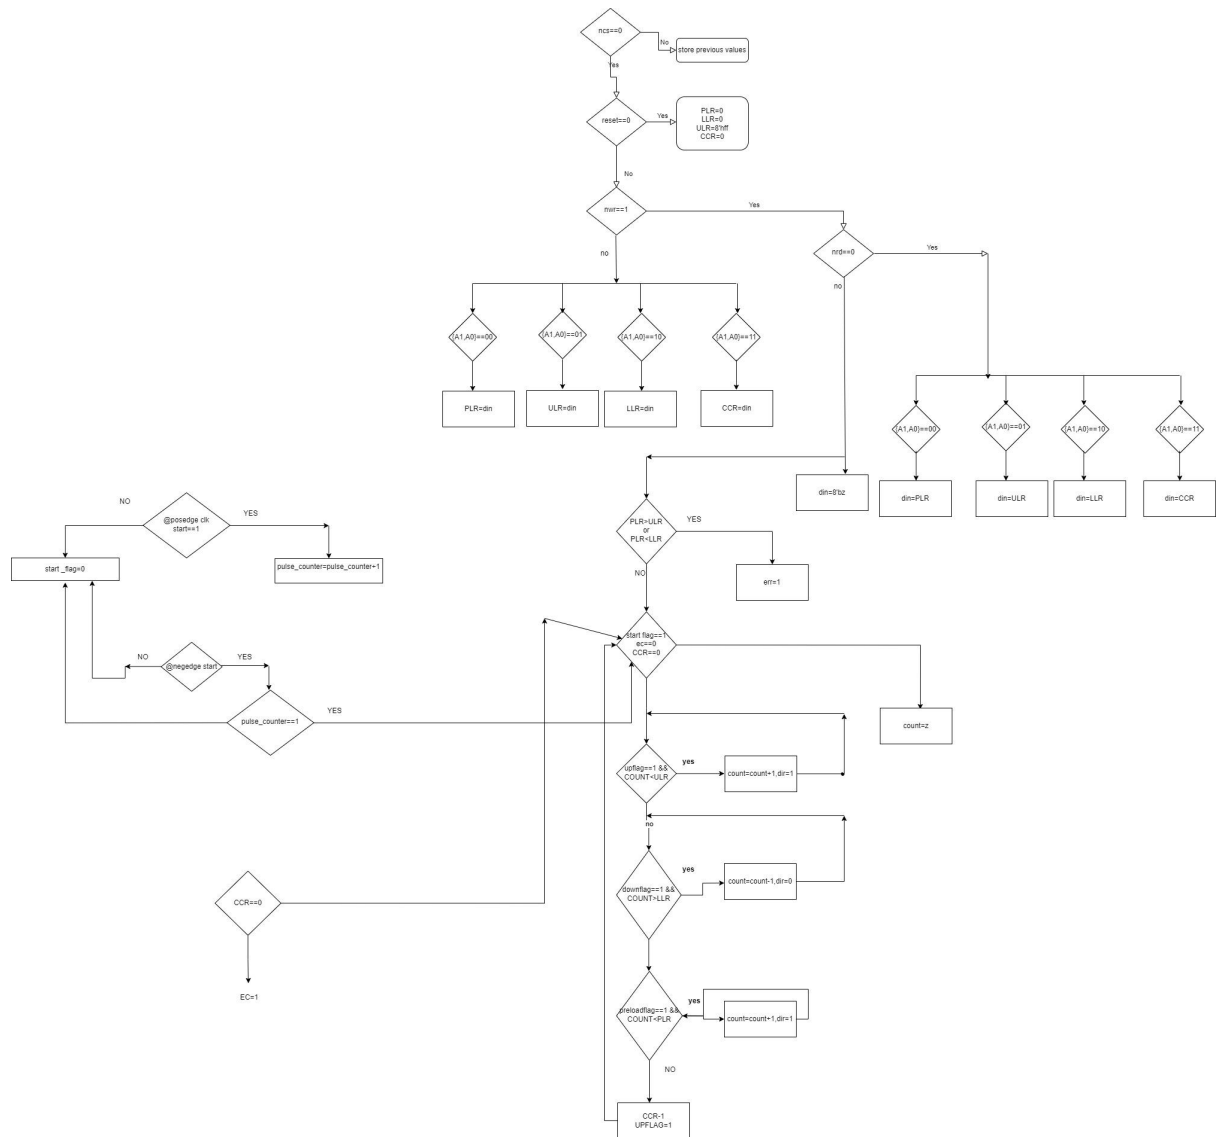 ncs==0
No
store previous values
Yes
reset==0
Yes
PLR=0
LLR=0
ULR=8'hff
CCR=0
No
nwr==1
Yes
no
nrd==0
Yes
no
{A1,A0}==00
{A1,A0}==01
{A1,A0}==10
{A1,A0}==11
PLR=din
ULR=din
LLR=din
CCR=din
{A1,A0}==00
{A1,A0}==01
{A1,A0}==10
{A1,A0}==11
din=8'bz
din=PLR
din=ULR
din=LLR
din=CCR
NO
@posedge clk
start==1
YES
start _flag=0
pulse_counter=pulse_counter+1
PLR>ULR
or
PLR<LLR
YES
NO
err=1
start flag==1
ec==0
CCR==0
NO
@negedge start
YES
pulse_counter==1
YES
count=z
upflag==1 &&
COUNT<ULR
yes
count=count+1,dir=1
no
downflag==1 &&
COUNT>LLR
yes
count=count-1,dir=0
CCR==0
EC=1
preloadflag==1 &&
COUNT<PLR
yes
count=count+1,dir=1
NO
CCR-1
UPFLAG=1